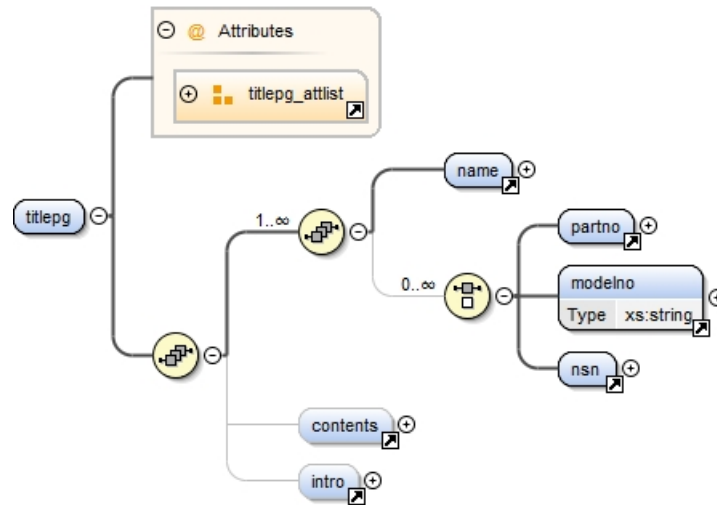 @ Attributes
titlepg_attlist
name
titlepg
1..∞
partno
0..∞
modelno
Type xs:string
nsn
contents
intro